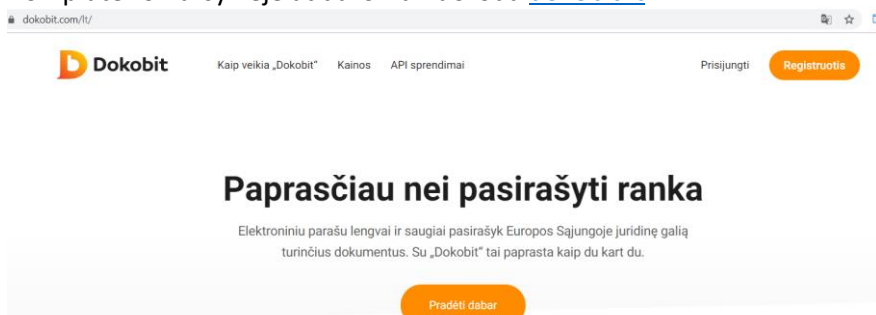 dokobit.com/lt/
Dokobit
Kaip veikia „Dokobit“ Kainos API sprendimai Prisijungti Registruotis
Paprasčiau nei pasirašyti ranka
Elektroniniu parašu lengvai ir saugiai pasirašyk Europos Sąjungoje juridinę galią
turinčius dokumentus. Su „Dokobit“ tai paprasta kaip du kart du.
Pradėti dabar